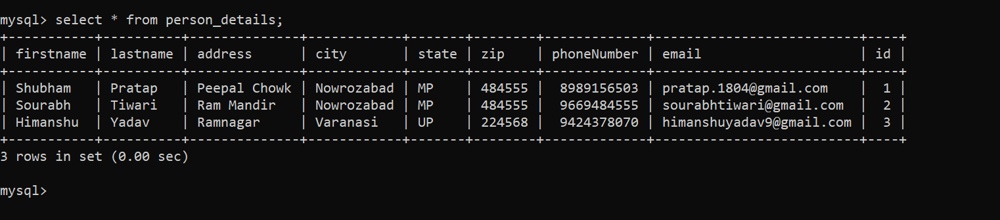 mysql> select * from person_details;
+-----------+----------+--------------+------------+-------+--------+-------------+--------------------------+----+
| firstname | lastname | address      | city       | state | zip    | phoneNumber | email                    | id |
+-----------+----------+--------------+------------+-------+--------+-------------+--------------------------+----+
| Shubham   | Pratap   | Peepal Chowk | Nowrozabad | MP    | 484555 |  8989156503 | pratap.1804@gmail.com    |  1 |
| Sourabh   | Tiwari   | Ram Mandir   | Nowrozabad | MP    | 484555 |  9669484555 | sourabhtiwari@gmail.com  |  2 |
| Himanshu  | Yadav    | Ramnagar     | Varanasi   | UP    | 224568 |  9424378070 | himanshuyadav9@gmail.com |  3 |
+-----------+----------+--------------+------------+-------+--------+-------------+--------------------------+----+
3 rows in set (0.00 sec)
mysql>